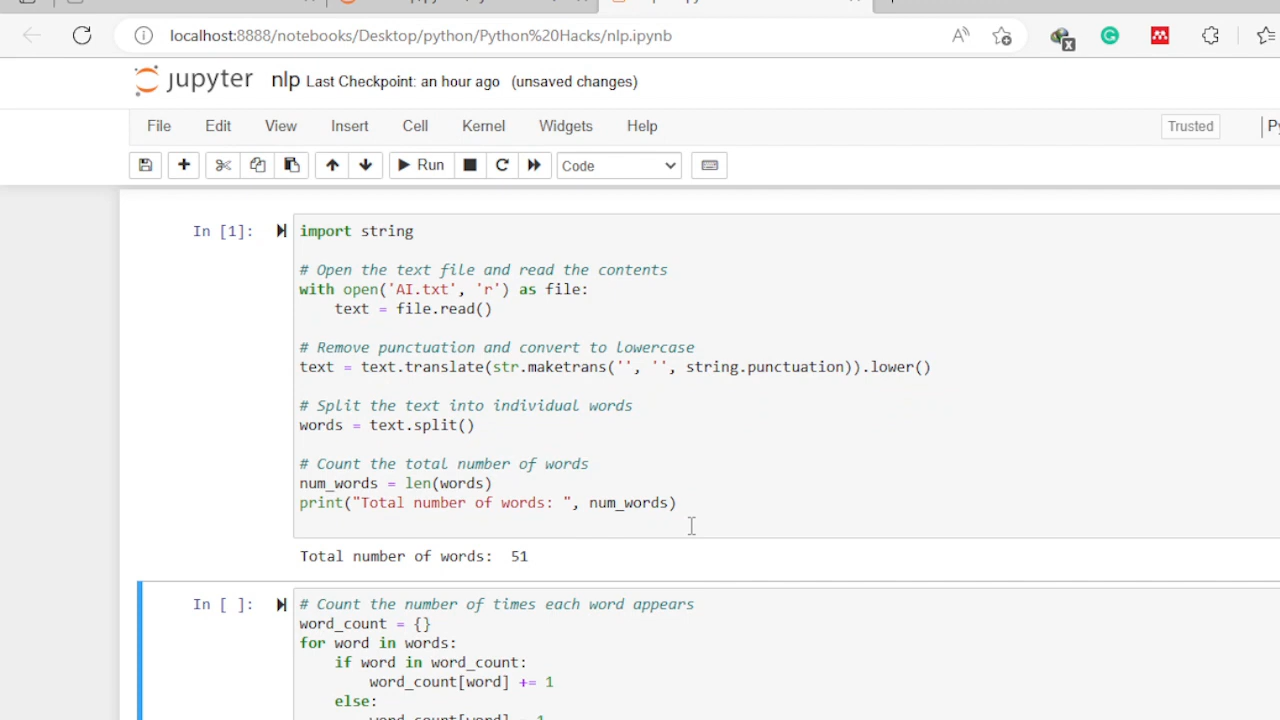 localhost:8888/notebooks/Desktop/python/Python%20Hacks/nlp.ipynb
jupyter nlp Last Checkpoint: an hour ago (unsaved changes)
File Edit View Insert Cell Kernel Widgets Help Trusted
Run Code
In [1]:
import string
# Open the text file and read the contents
with open('AI.txt', 'r') as file:
    text = file.read()
# Remove punctuation and convert to lowercase
text = text.translate(str.maketrans('', '', string.punctuation)).lower()
# Split the text into individual words
words = text.split()
# Count the total number of words
num_words = len(words)
print("Total number of words: ", num_words)
Total number of words:  51
In [ ]:
# Count the number of times each word appears
word_count = {}
for word in words:
    if word in word_count:
        word_count[word] += 1
    else: